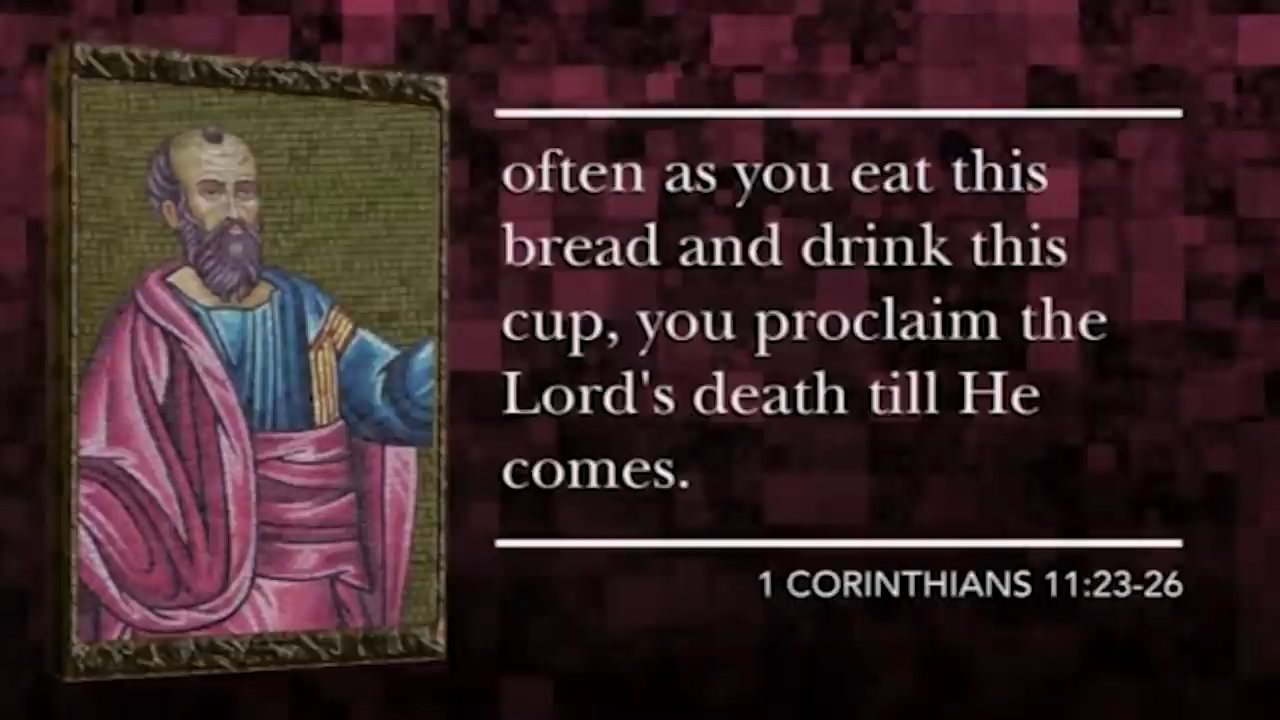 often as you eat this
bread and drink this
cup, you proclaim the
Lord's death till He
comes.
1 CORINTHIANS 11:23-26